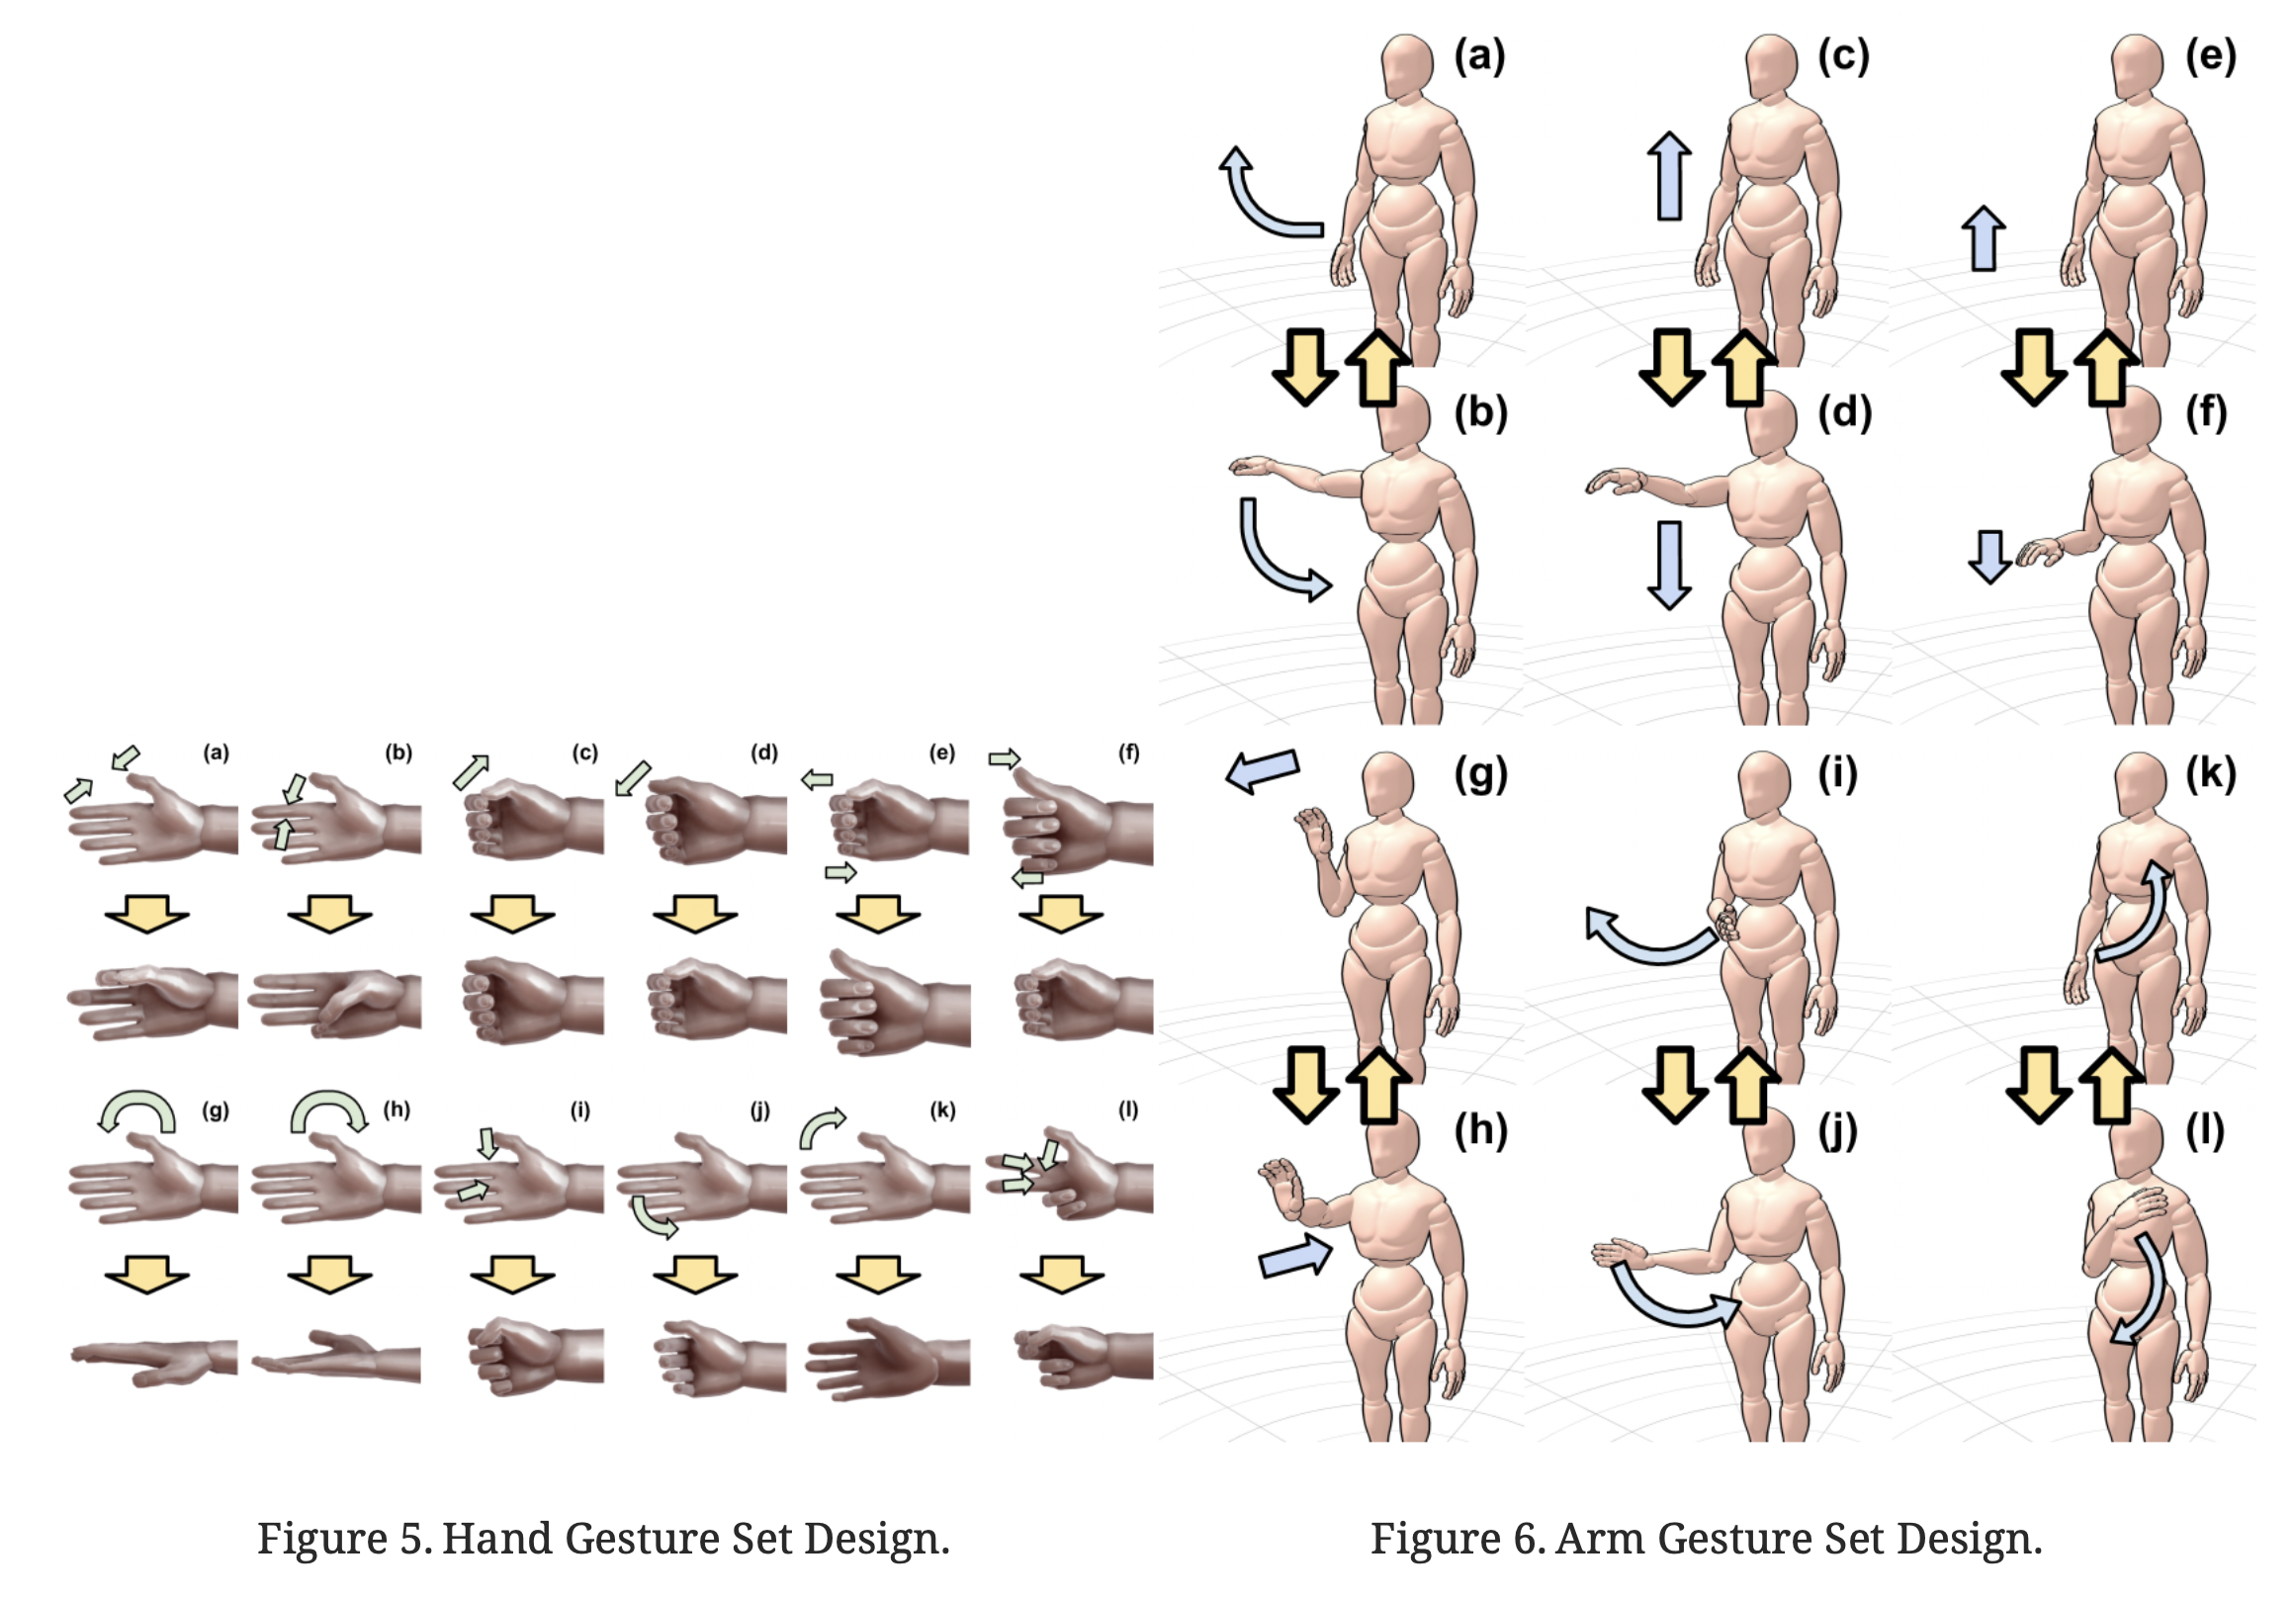 (a) (c) (e)
(b) (d) (f)
(a) (b) (c) (d) (e) (f)
(g) (i) (k)
(g) (h) (i) (j) (k) (l)
(h) (j) (l)
Figure 5. Hand Gesture Set Design.
Figure 6. Arm Gesture Set Design.